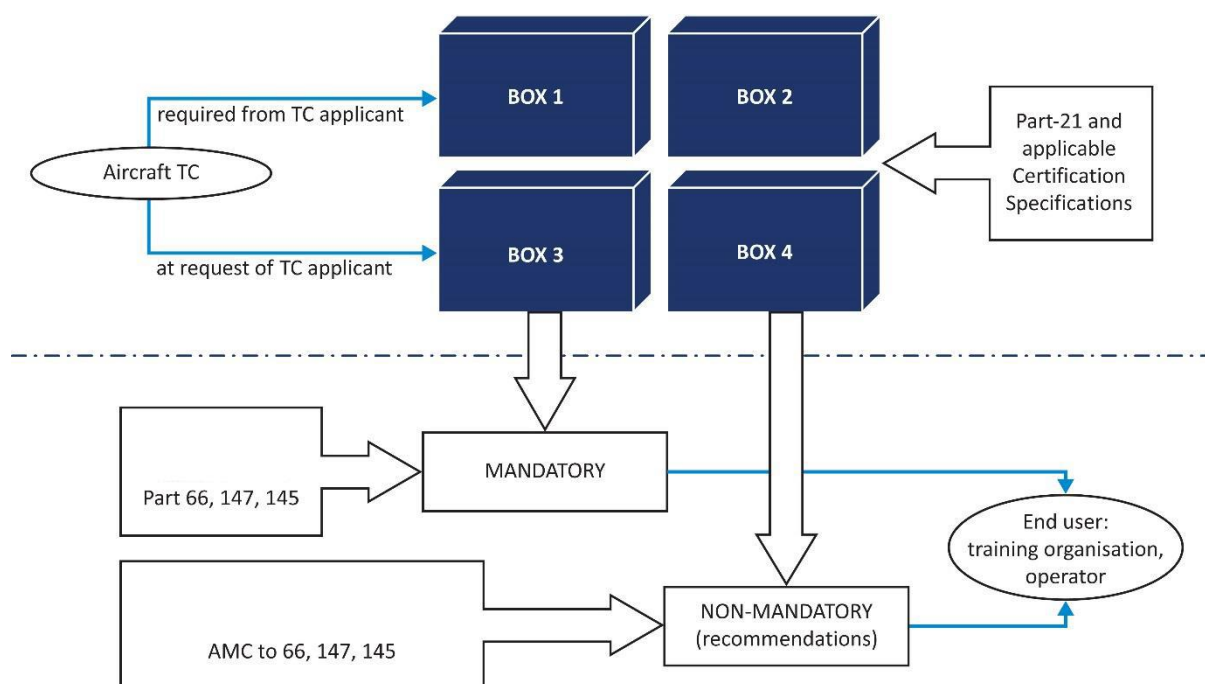 BOX 1
BOX 2
required from TC applicant
Part-21 and
applicable
Certification
Specifications
Aircraft TC
BOX 3
BOX 4
at request of TC applicant
MANDATORY
Part 66, 147, 145
End user:
training organisation,
operator
NON-MANDATORY
(recommendations)
AMC to 66, 147, 145